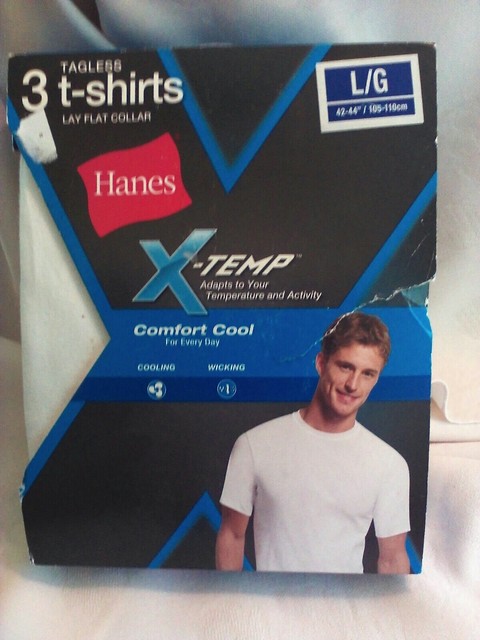 3 TAGLESS
t-shirts
LAY FLAT COLLAR
L/G
42-44" / 105-110cm
Hanes
X-TEMP™
Adapts to Your
Temperature and Activity
Comfort Cool
For Every Day
COOLING WICKING